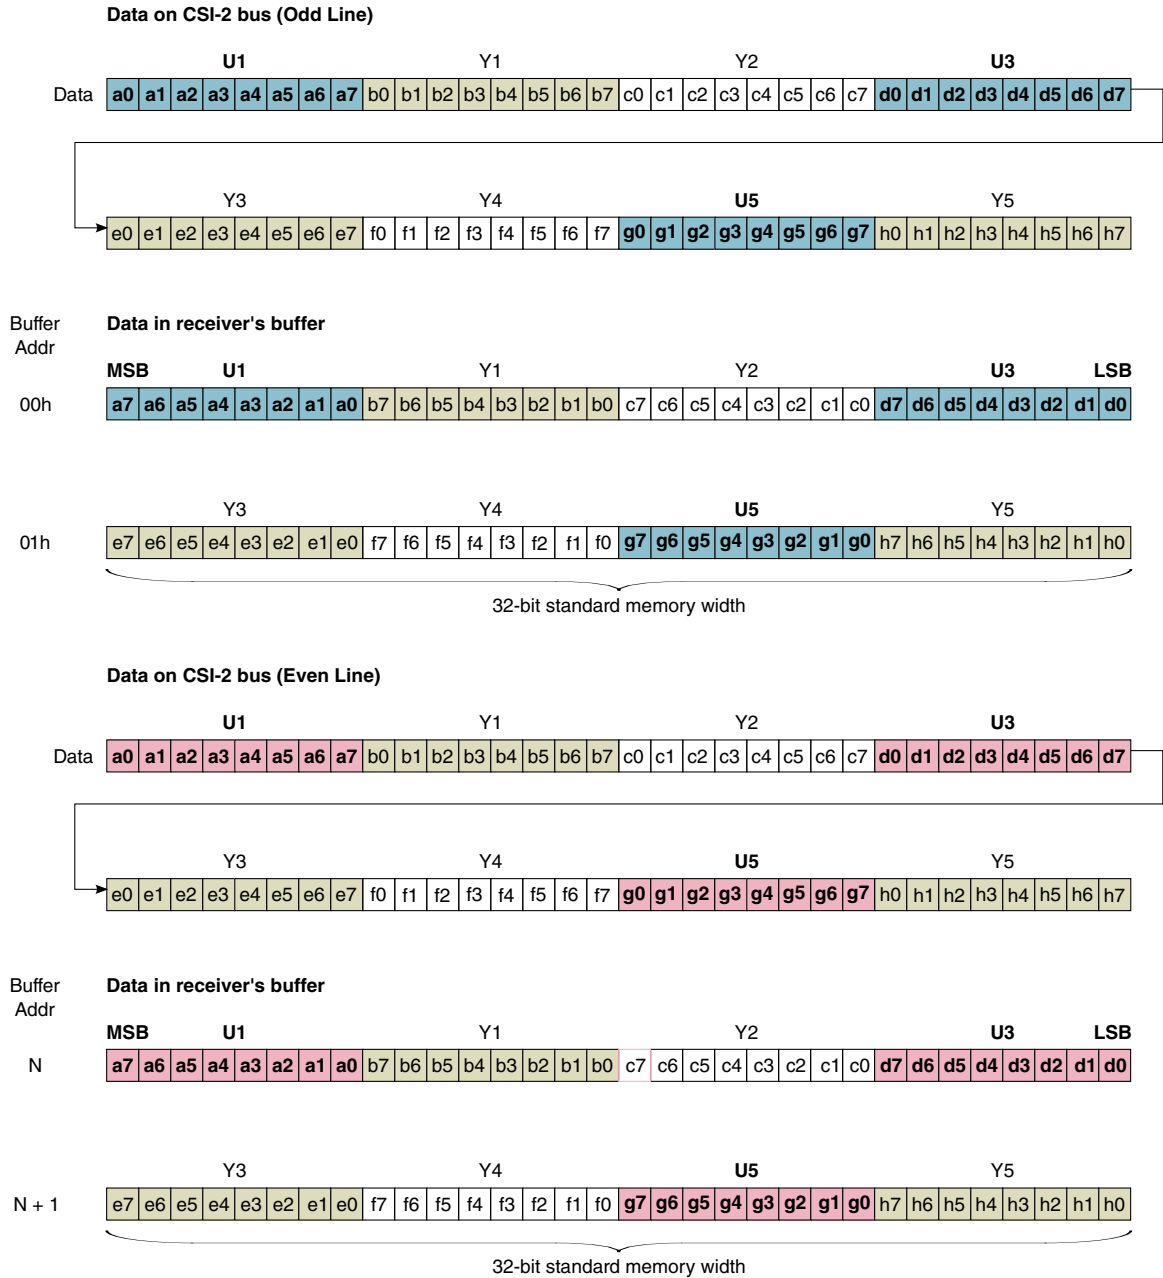 Data on CSI-2 bus (Odd Line)
U1 Y1 Y2 U3
Data a0 a1 a2 a3 a4 a5 a6 a7 b0 b1 b2 b3 b4 b5 b6 b7 c0 c1 c2 c3 c4 c5 c6 c7 d0 d1 d2 d3 d4 d5 d6 d7
Y3 Y4 U5 Y5
e0 e1 e2 e3 e4 e5 e6 e7 f0 f1 f2 f3 f4 f5 f6 f7 g0 g1 g2 g3 g4 g5 g6 g7 h0 h1 h2 h3 h4 h5 h6 h7
Buffer Addr
Data in receiver's buffer
MSB U1 Y1 Y2 U3 LSB
00h a7 a6 a5 a4 a3 a2 a1 a0 b7 b6 b5 b4 b3 b2 b1 b0 c7 c6 c5 c4 c3 c2 c1 c0 d7 d6 d5 d4 d3 d2 d1 d0
Y3 Y4 U5 Y5
01h e7 e6 e5 e4 e3 e2 e1 e0 f7 f6 f5 f4 f3 f2 f1 f0 g7 g6 g5 g4 g3 g2 g1 g0 h7 h6 h5 h4 h3 h2 h1 h0
32-bit standard memory width
Data on CSI-2 bus (Even Line)
U1 Y1 Y2 U3
Data a0 a1 a2 a3 a4 a5 a6 a7 b0 b1 b2 b3 b4 b5 b6 b7 c0 c1 c2 c3 c4 c5 c6 c7 d0 d1 d2 d3 d4 d5 d6 d7
Y3 Y4 U5 Y5
e0 e1 e2 e3 e4 e5 e6 e7 f0 f1 f2 f3 f4 f5 f6 f7 g0 g1 g2 g3 g4 g5 g6 g7 h0 h1 h2 h3 h4 h5 h6 h7
Buffer Addr
Data in receiver's buffer
MSB U1 Y1 Y2 U3 LSB
N a7 a6 a5 a4 a3 a2 a1 a0 b7 b6 b5 b4 b3 b2 b1 b0 c7 c6 c5 c4 c3 c2 c1 c0 d7 d6 d5 d4 d3 d2 d1 d0
Y3 Y4 U5 Y5
N + 1 e7 e6 e5 e4 e3 e2 e1 e0 f7 f6 f5 f4 f3 f2 f1 f0 g7 g6 g5 g4 g3 g2 g1 g0 h7 h6 h5 h4 h3 h2 h1 h0
32-bit standard memory width